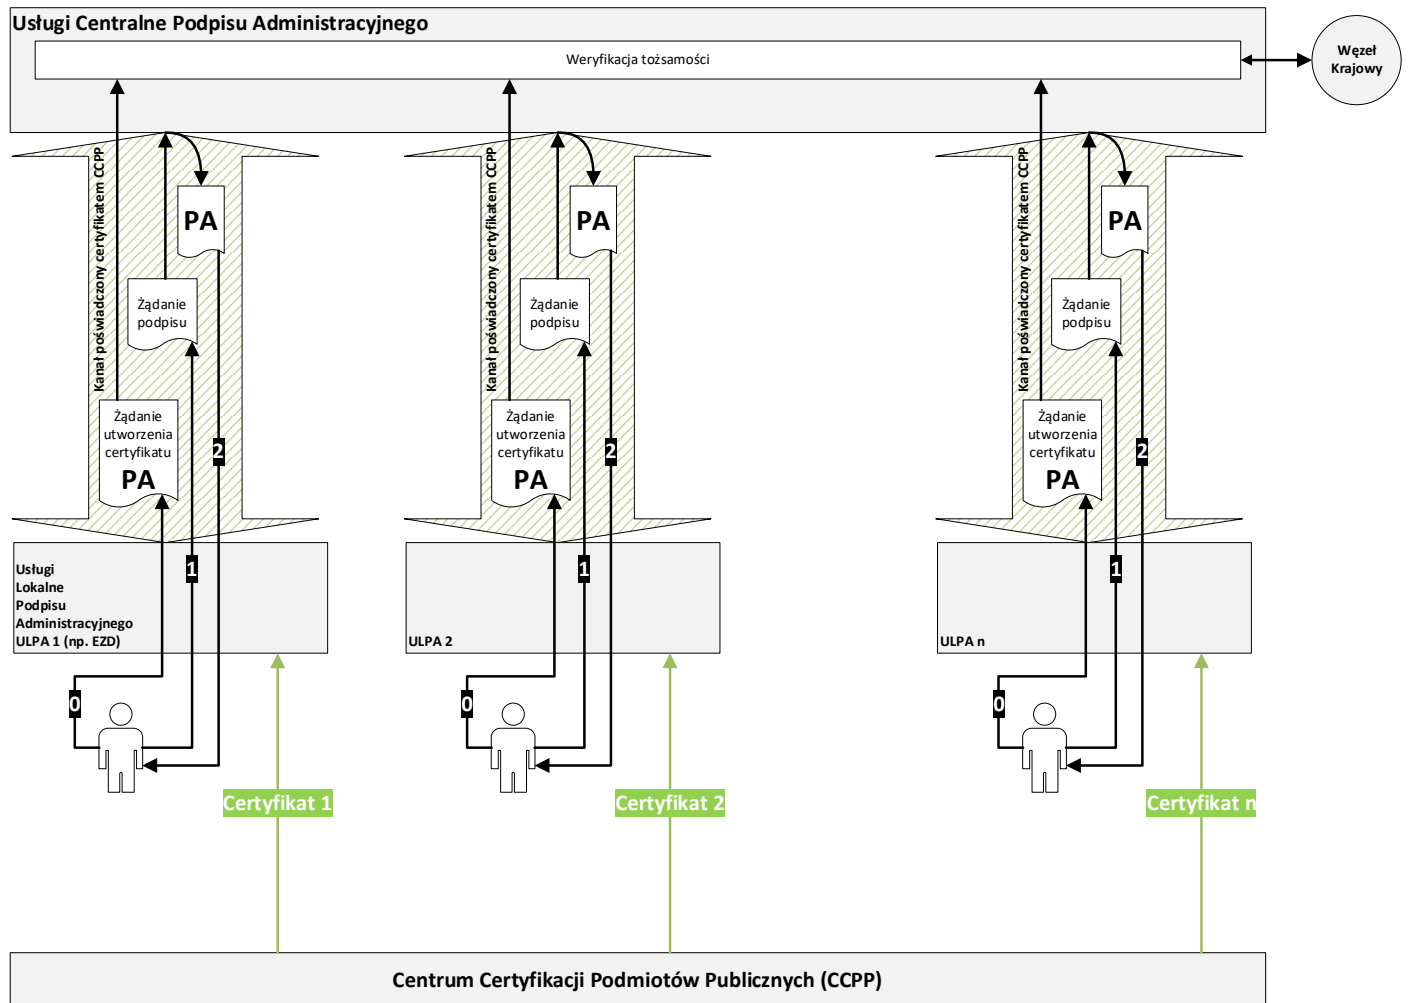 Usługi Centralne Podpisu Administracyjnego
Weryfikacja tożsamości
Węzeł
Krajowy
Kanał poświadczony certyfikatem CCPP
PA
Żądanie
podpisu
Żądanie
utworzenia
certyfikatu
PA
2
1
0
Usługi
Lokalne
Podpisu
Administracyjnego
ULPA 1 (np. EZD)
Certyfikat 1
Kanał poświadczony certyfikatem CCPP
PA
Żądanie
podpisu
Żądanie
utworzenia
certyfikatu
PA
2
1
0
ULPA 2
Certyfikat 2
Kanał poświadczony certyfikatem CCPP
PA
Żądanie
podpisu
Żądanie
utworzenia
certyfikatu
PA
2
1
0
ULPA n
Certyfikat n
Centrum Certyfikacji Podmiotów Publicznych (CCPP)